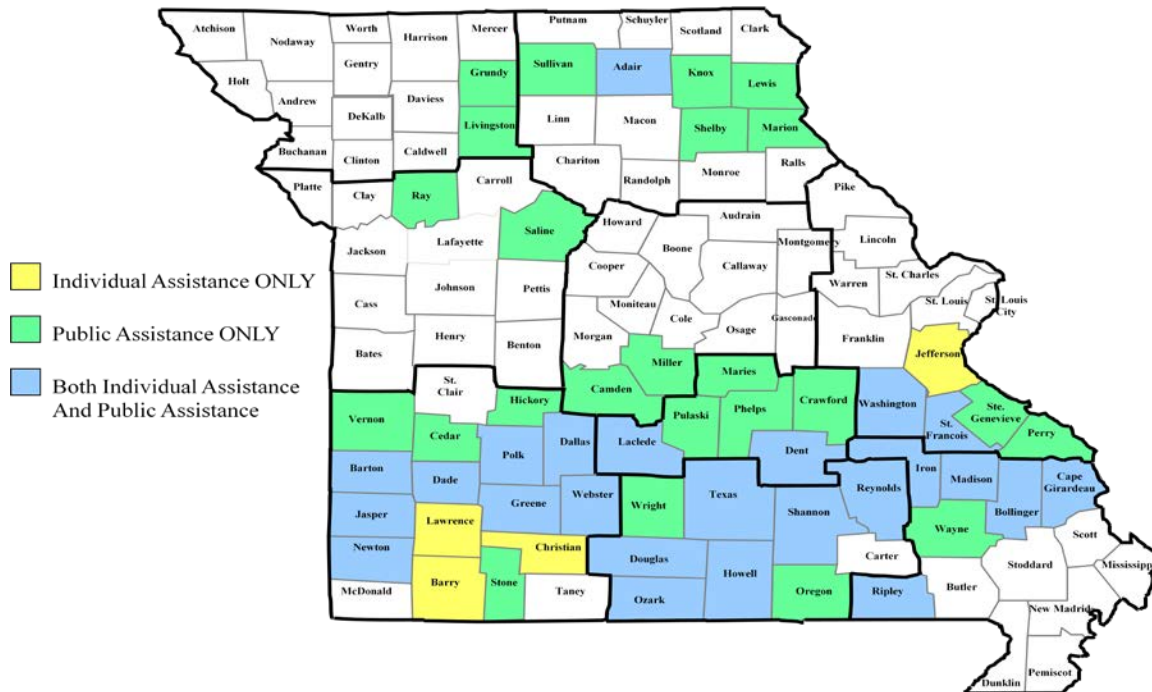 Atchison
Nodaway
Worth
Harrison
Mercer
Putnam
Schuyler
Scotland
Clark
Gentry
Holt
Grundy
Sullivan
Adair
Knox
Lewis
Andrew
Daviess
DeKalb
Livingston
Linn
Macon
Shelby
Marion
Buchanan
Clinton
Caldwell
Chariton
Randolph
Monroe
Ralls
Platte
Clay
Ray
Carroll
Pike
Saline
Howard
Audrain
Jackson
Lafayette
Boone
Callaway
Montgomery
Lincoln
Cooper
Warren
St. Charles
Individual Assistance ONLY
Cass
Johnson
Pettis
Moniteau
Cole
Osage
Gasconade
St. Louis
St. Louis
City
Public Assistance ONLY
Bates
Henry
Benton
Morgan
Miller
Franklin
Jefferson
Both Individual Assistance
And Public Assistance
St.
Clair
Camden
Maries
Vernon
Hickory
Pulaski
Phelps
Crawford
Washington
Ste.
Genevieve
St.
Francois
Perry
Cedar
Polk
Dallas
Laclede
Dent
Barton
Dade
Iron
Madison
Cape
Girardeau
Greene
Webster
Wright
Texas
Reynolds
Bollinger
Jasper
Lawrence
Shannon
Wayne
Scott
Newton
Christian
Douglas
Carter
Stoddard
Mississipp
Barry
Stone
Howell
McDonald
Taney
Ozark
Oregon
Ripley
Butler
New Madrid
Pemiscot
Dunklin